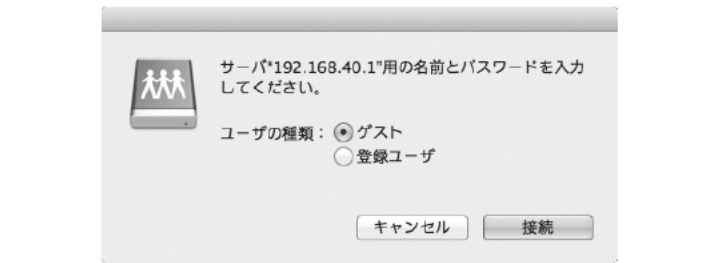 サーバ"192.168.40.1"用の名前とパスワードを入力
してください。
ユーザの種類：ゲスト
登録ユーザ
キャンセル 接続